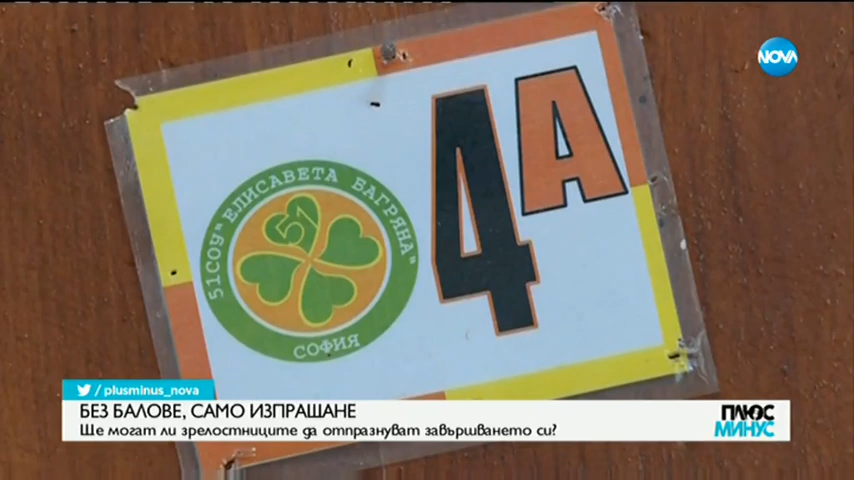 NOVA
4А
51СОУ"ЕЛИСАВЕТА БАГРЯНА"
51
СОФИЯ
/ plusminus_nova
БЕЗ БАЛОВЕ, САМО ИЗПРАЩАНЕ
Ще могат ли зрелостниците да отпразнуват завършването си?
ПЛЮС
МИНУС